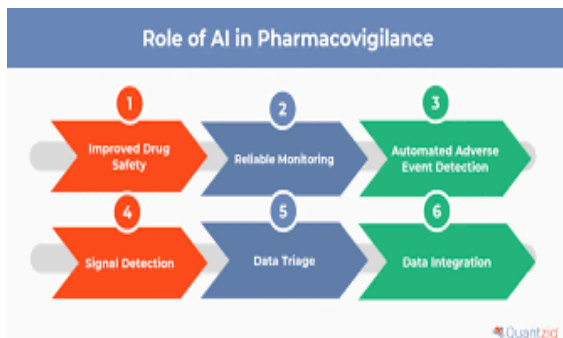 Role of AI in Pharmacovigilance
1
2
3
Improved Drug
Safety
Reliable Monitoring
Automated Adverse
Event Detection
4
5
6
Signal Detection
Data Triage
Data Integration
Quantziq